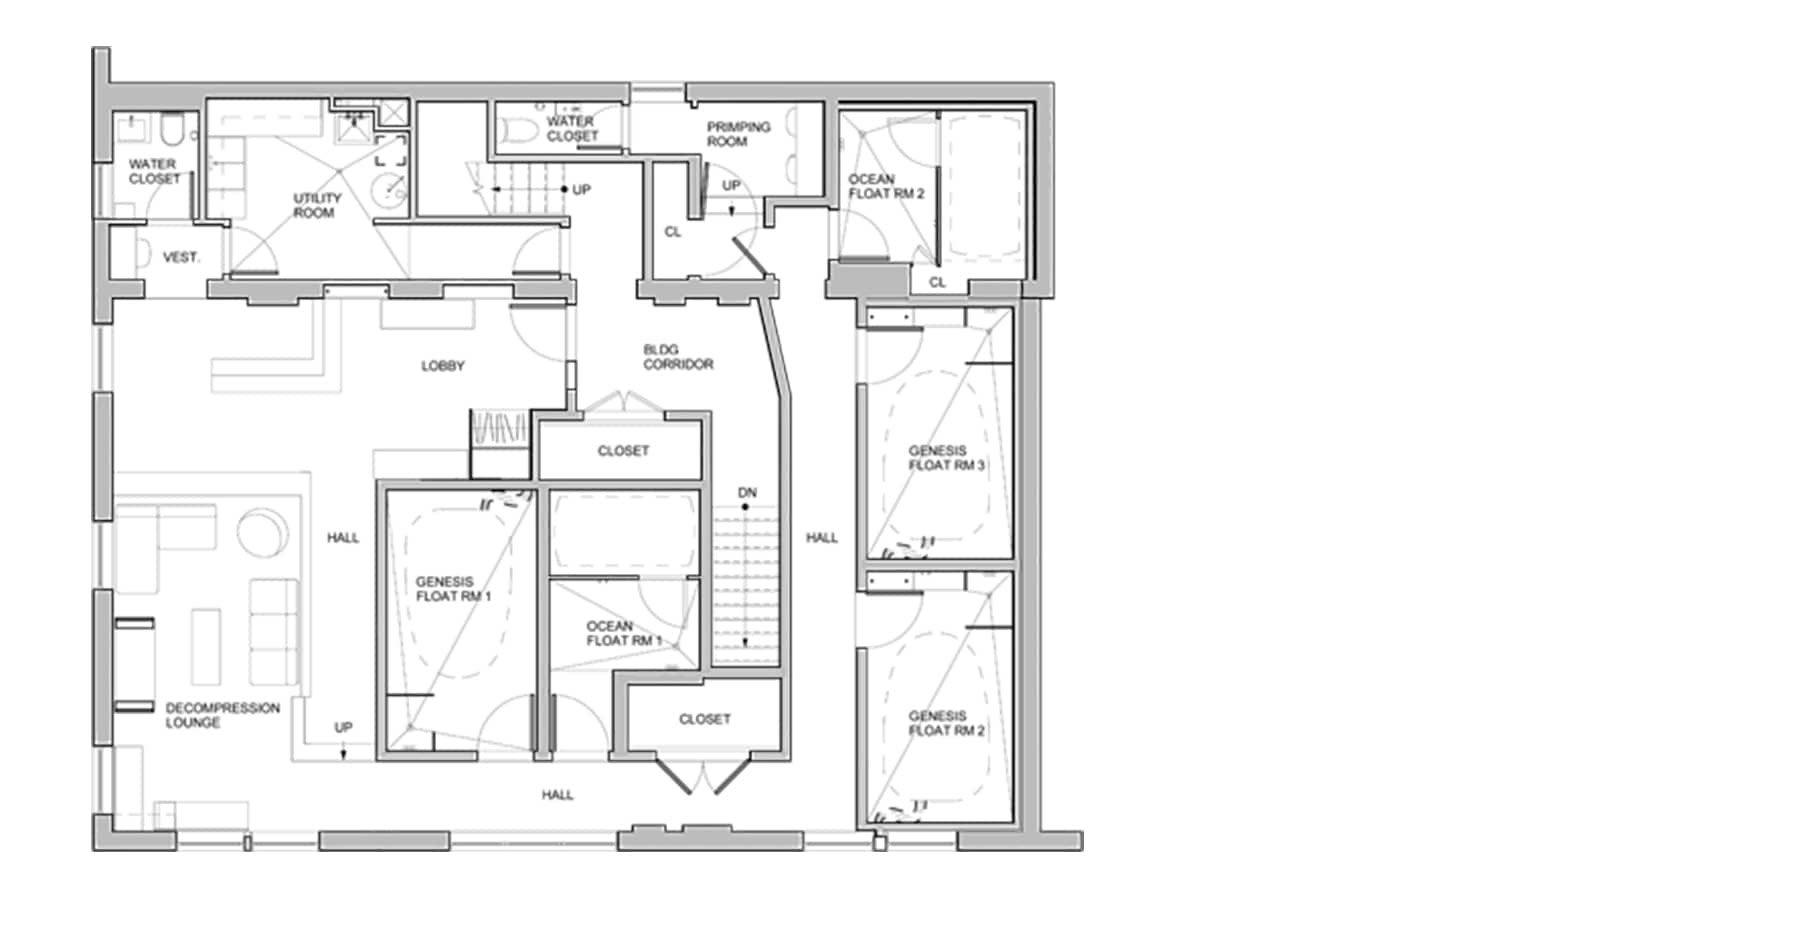 WATER
CLOSET
PRIMPING
ROOM
WATER
CLOSET
UTILITY
ROOM
UP
UP
OCEAN
FLOAT RM 2
CL
VEST.
CL
LOBBY
BLDG
CORRIDOR
CLOSET
GENESIS
FLOAT RM 3
DN
HALL
HALL
GENESIS
FLOAT RM 1
OCEAN
FLOAT RM 1
DECOMPRESSION
LOUNGE
UP
CLOSET
GENESIS
FLOAT RM 2
HALL